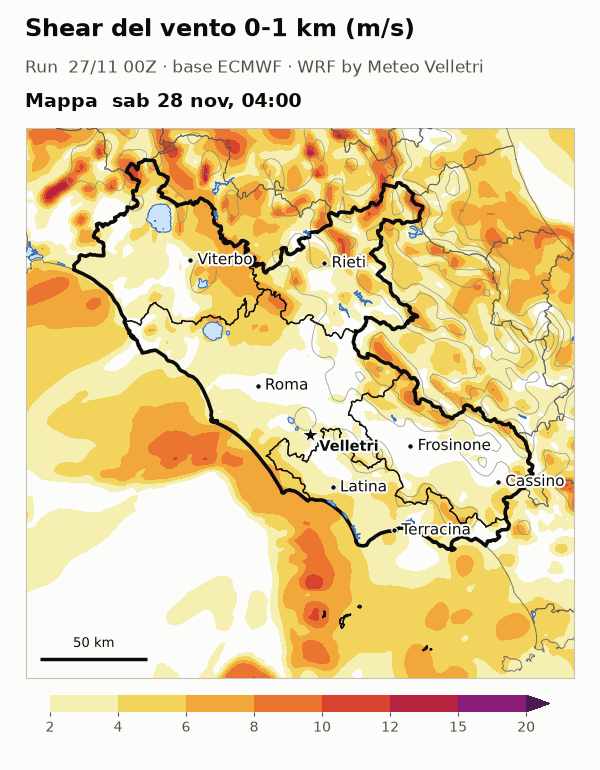 Shear del vento 0-1 km (m/s)
Run 27/11 00Z · base ECMWF · WRF by Meteo Velletri
Mappa sab 28 nov, 04:00
Viterbo
Rieti
Roma
Velletri
Frosinone
Latina
Cassino
Terracina
50 km
2 4 6 8 10 12 15 20